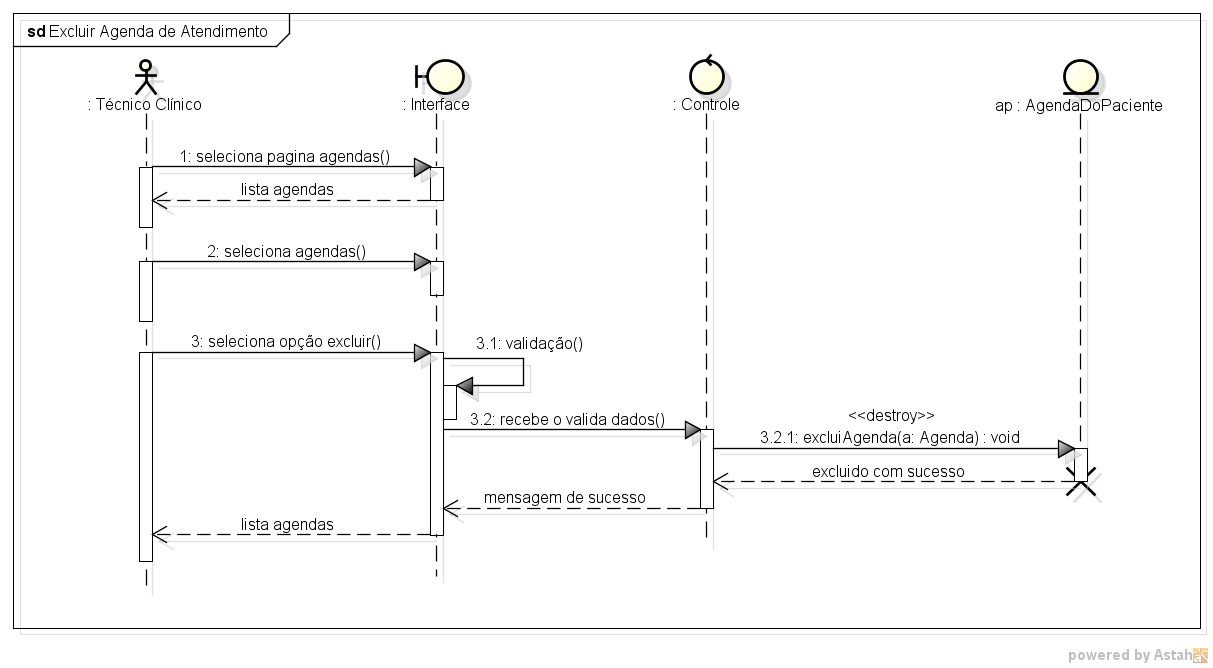 sd Excluir Agenda de Atendimento
: Técnico Clínico
: Interface
: Controle
ap : AgendaDoPaciente
1: seleciona pagina agendas()
lista agendas
2: seleciona agendas()
3: seleciona opção excluir()
3.1: validação()
3.2: recebe o valida dados()
<<destroy>>
3.2.1: excluiAgenda(a: Agenda) : void
excluido com sucesso
mensagem de sucesso
lista agendas
powered by Astah